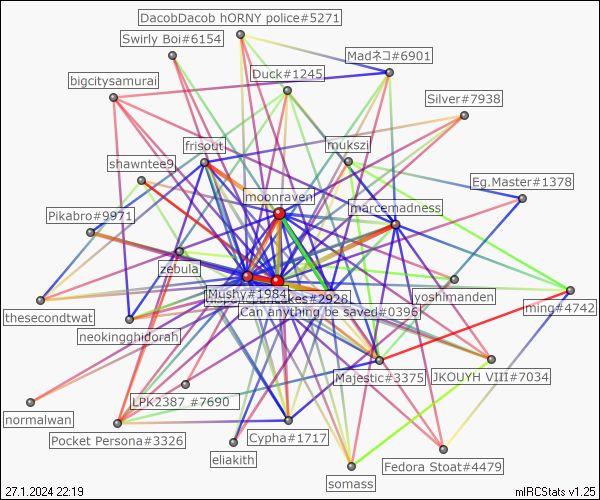 DacobDacob hORNY police#5271
Swirly Boi#6154
Madネコ#6901
Duck#1245
bigcitysamurai
Silver#7938
frisout
mukszi
shawntee9
Eg.Master#1378
moonraven
marcemadness
Pikabro#9971
zebula
Mushy#1984
cakes#2928
yoshimanden
Can anything be saved#0396
ming#4742
thesecondtwat
neokinghidorah
Majestic#3375
JKOUYH VIII#7034
LPK2387 #7690
normalwan
Pocket Persona#3326
Cypha#1717
eliakith
Fedora Stoat#4479
somass
27.1.2024 22:19
mIRCStats v1.25